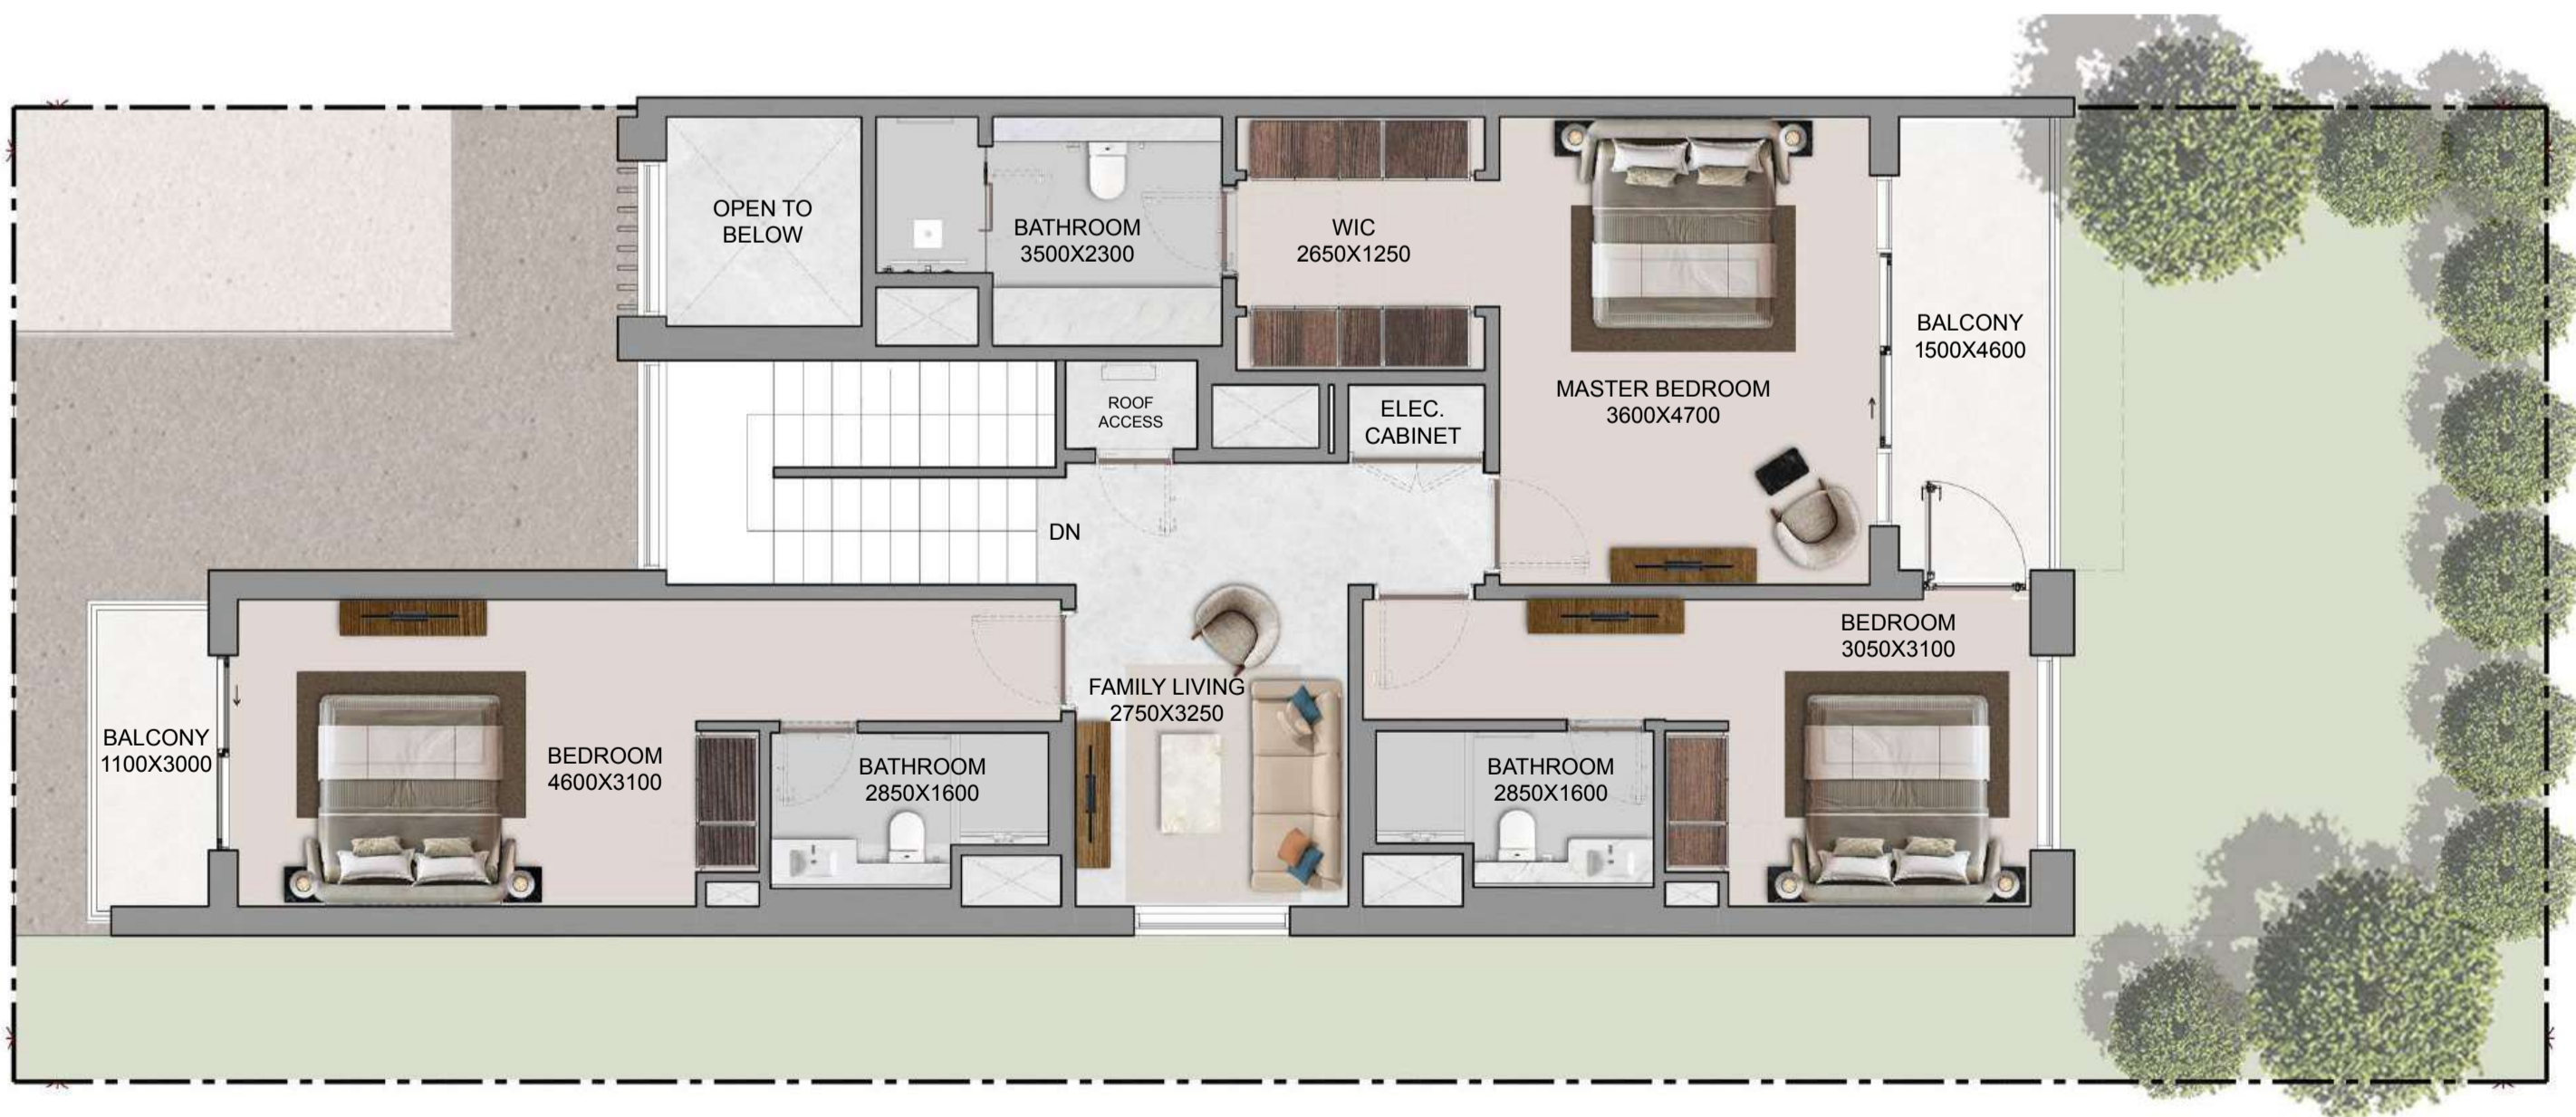 OPEN TO
BELOW
BATHROOM
3500X2300
WIC
2650X1250
BALCONY
1500X4600
MASTER BEDROOM
3600X4700
ROOF
ACCESS
ELEC.
CABINET
DN
BEDROOM
3050X3100
FAMILY LIVING
2750X3250
BALCONY
1100X3000
BEDROOM
4600X3100
BATHROOM
2850X1600
BATHROOM
2850X1600